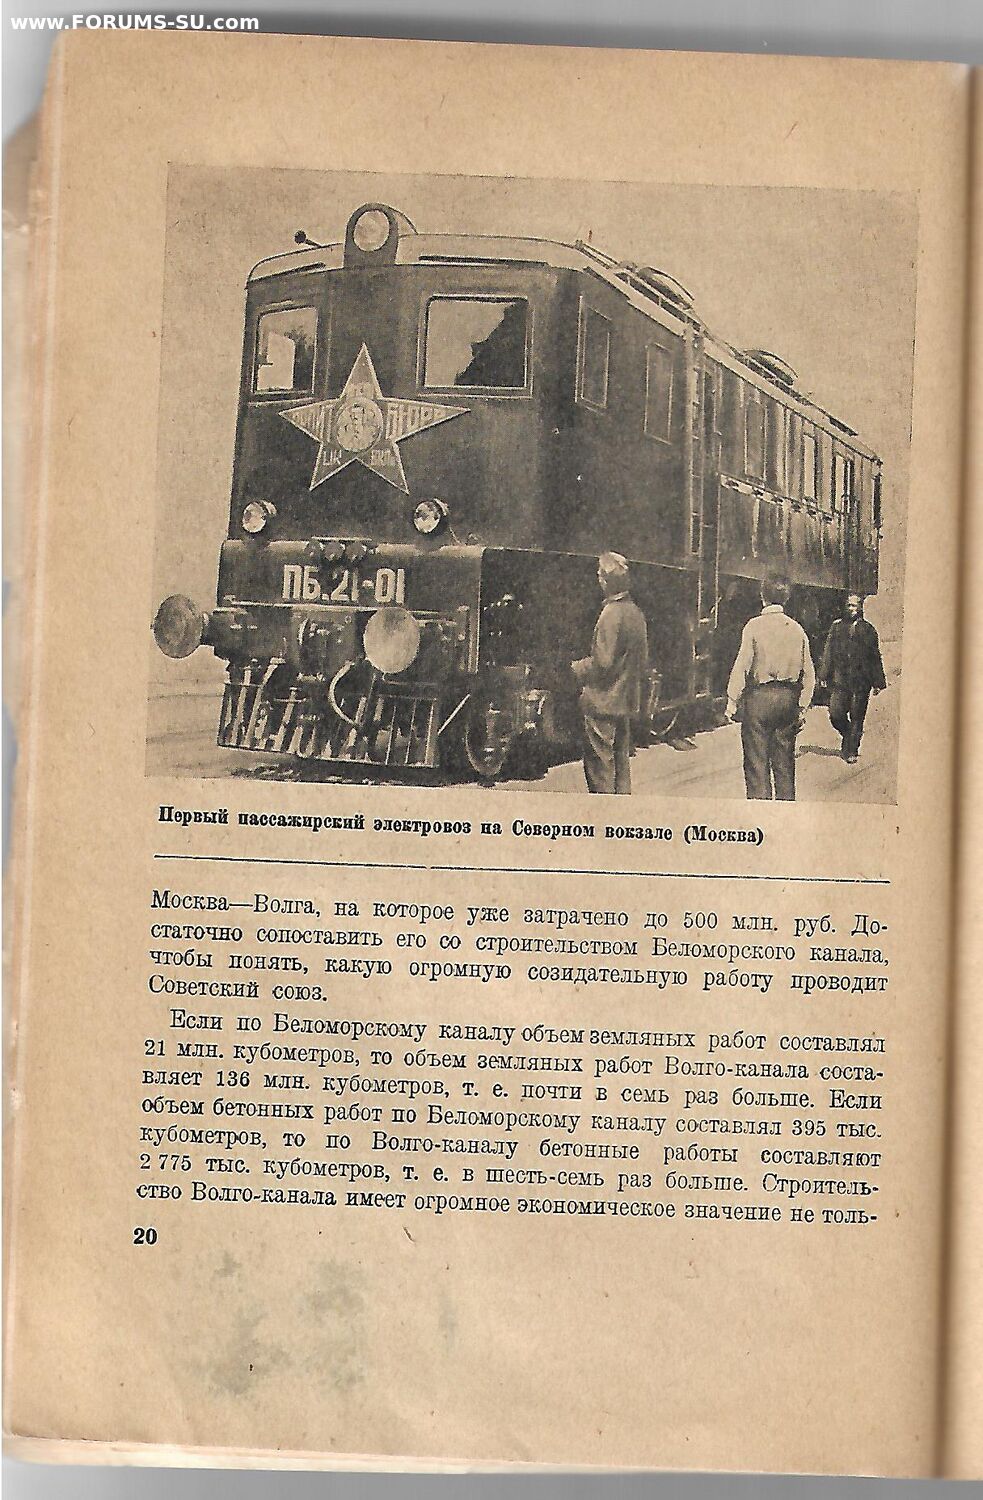 www.FORUMS-SU.com
ПОЛИТ БЮРО
ЦК ВКП
ПБ.21-01
Первый пассажирский электровоз на Северном вокзале (Москва)
Москва—Волга, на которое уже затрачено до 500 млн. руб. До-
статочно сопоставить его со строительством Беломорского канала,
чтобы понять, какую огромную созидательную работу проводит
Советский союз.
Если по Беломорскому каналу объем земляных работ составлял
21 млн. кубометров, то объем земляных работ Волго-канала соста-
вляет 136 млн. кубометров, т. е. почти в семь раз больше. Если
объем бетонных работ по Беломорскому каналу составлял 395 тыс.
кубометров, то по Волго-каналу бетонные работы составляют
2 775 тыс. кубометров, т. е. в шесть-семь раз больше. Строитель-
ство Волго-канала имеет огромное экономическое значение не толь-
20